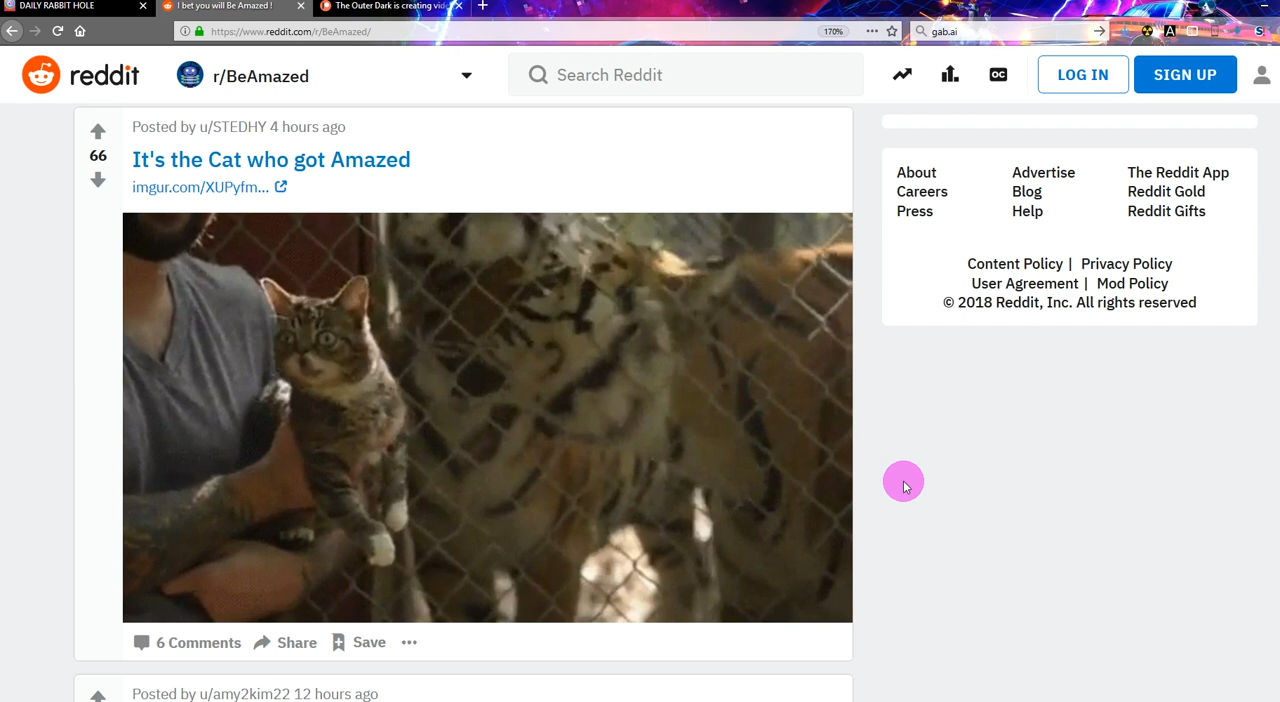 DAILY RABBIT HOLE
I bet you will Be Amazed !
The Outer Dark is creating vid
https://www.reddit.com/r/BeAmazed/
170%
gab.ai
reddit
r/BeAmazed
Search Reddit
OC
LOG IN
SIGN UP
Posted by u/STEDHY 4 hours ago
66
It's the Cat who got Amazed
imgur.com/XUPyfm...
6 Comments
Share
Save
Posted by u/amy2kim22 12 hours ago
About
Advertise
The Reddit App
Careers
Blog
Reddit Gold
Press
Help
Reddit Gifts
Content Policy | Privacy Policy
User Agreement | Mod Policy
© 2018 Reddit, Inc. All rights reserved